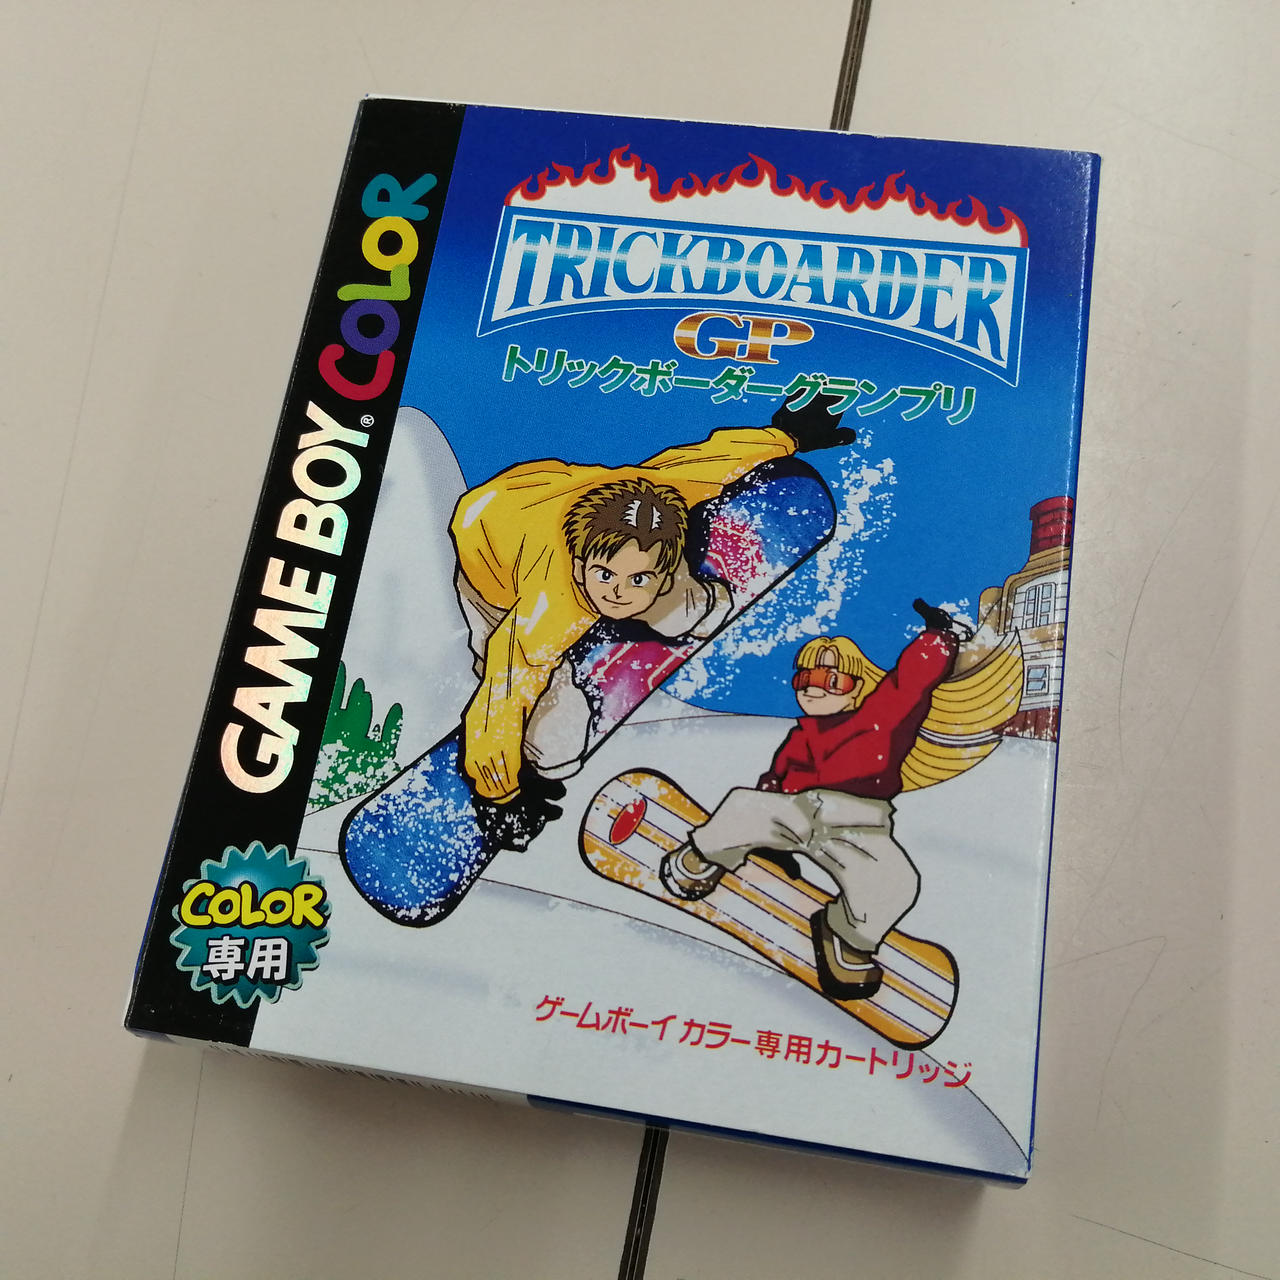 TRICKBOARDER
GP
トリックボーダーグランプリ
GAME BOY® COLOR
COLOR
専用
ゲームボーイ カラー専用カートリッジ